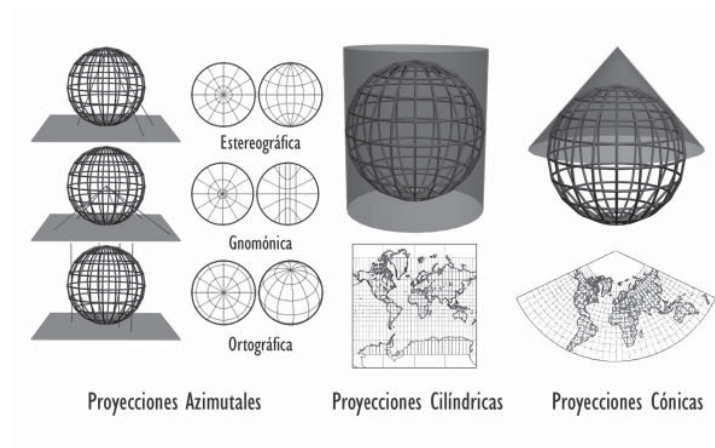 Estereográfica
Gnomónica
Ortográfica
Proyecciones Azimutales
Proyecciones Cilíndricas
Proyecciones Cónicas